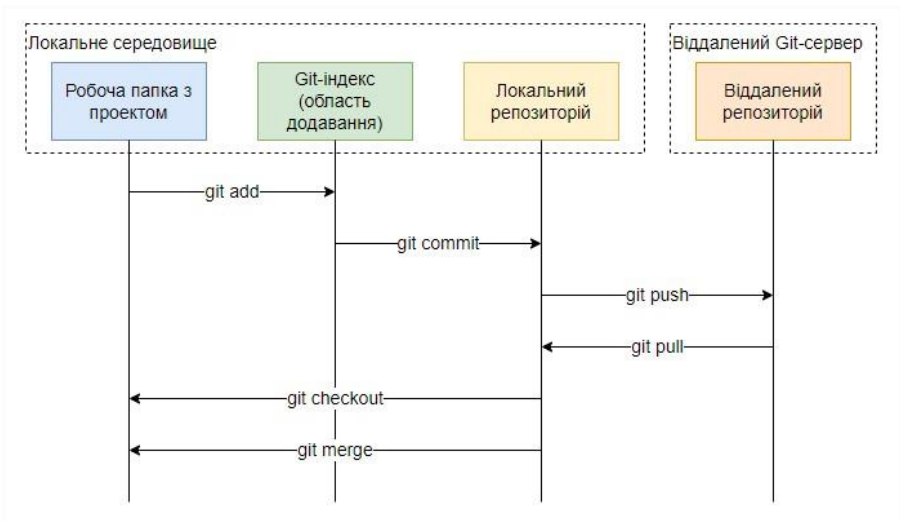 Локальне середовище
Віддалений Git-сервер
Робоча папка з
проектом
Git-індекс
(область
додавання)
Локальний
репозиторій
Віддалений
репозиторій
git add
git commit
git push
git pull
git checkout
git merge